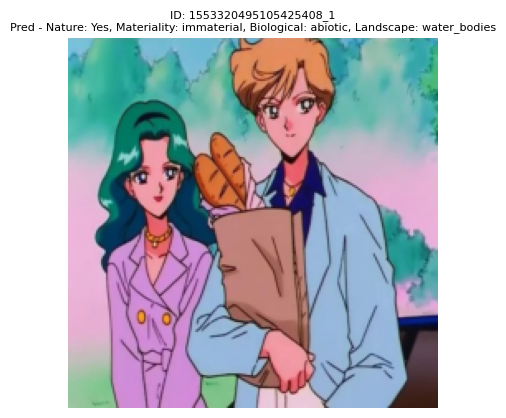 ID: 1553320495105425408_1
Pred - Nature: Yes, Materiality: immaterial, Biological: abiotic, Landscape: water_bodies